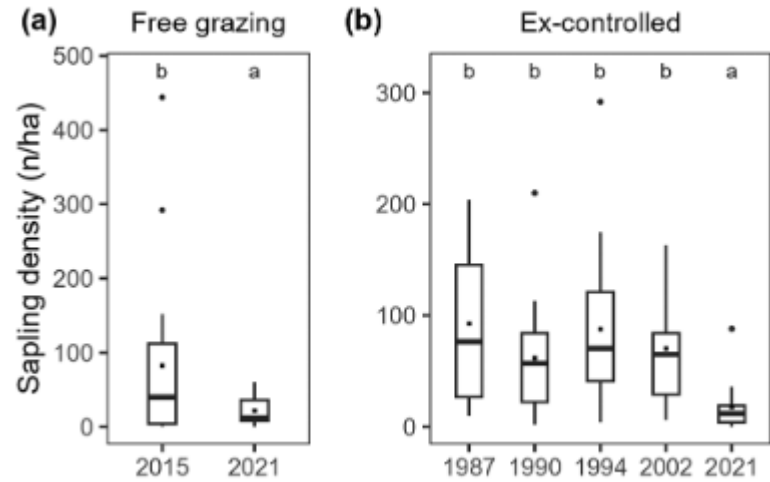 (a) Free grazing
b a
Sapling density (n/ha)
500
400
300
200
100
0
2015 2021
(b) Ex-controlled
b b b b a
300
200
100
0
1987 1990 1994 2002 2021